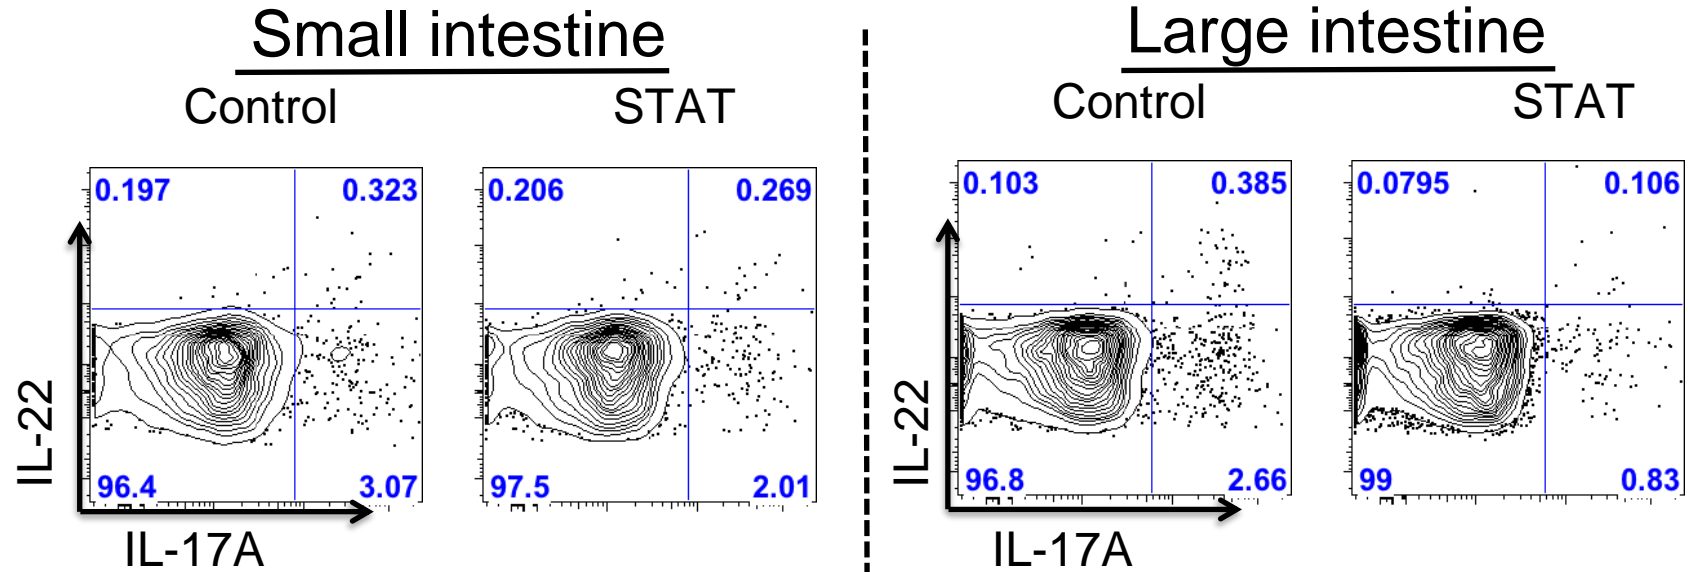 Small intestine
Large intestine
Control
STAT
Control
STAT
0.197
0.323
0.206
0.269
0.103
0.385
0.0795
0.106
IL-22
IL-22
96.4
3.07
97.5
2.01
96.8
2.66
99
0.83
IL-17A
IL-17A